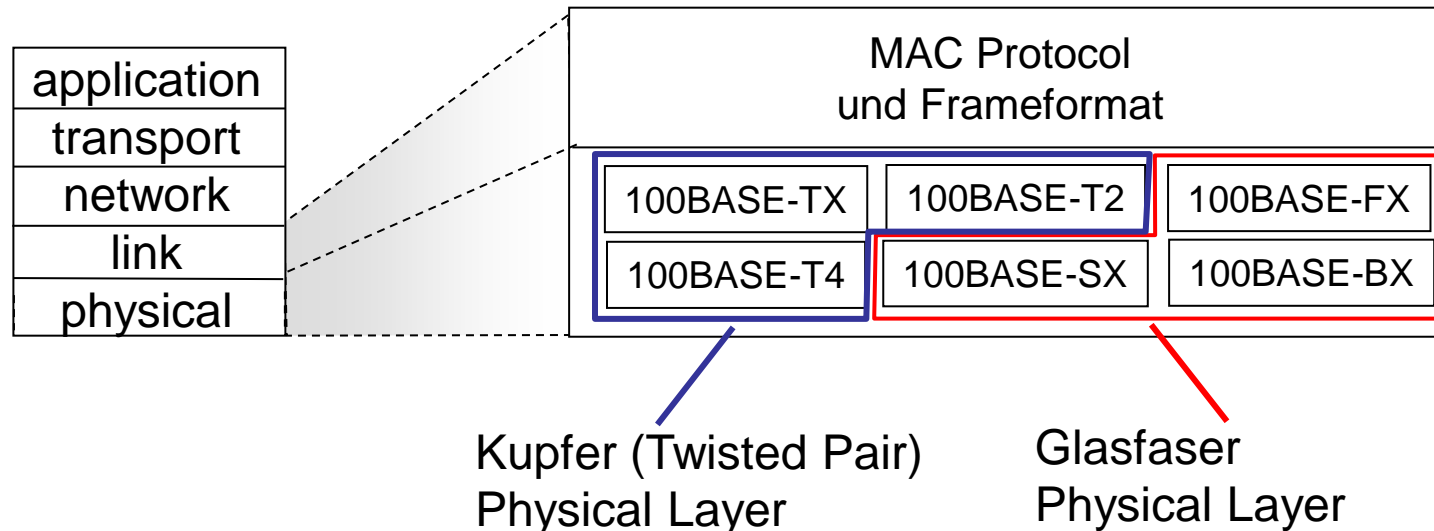 application
transport
network
link
physical
MAC Protocol
und Frameformat
100BASE-TX
100BASE-T2
100BASE-FX
100BASE-T4
100BASE-SX
100BASE-BX
Kupfer (Twisted Pair)
Physical Layer
Glasfaser
Physical Layer